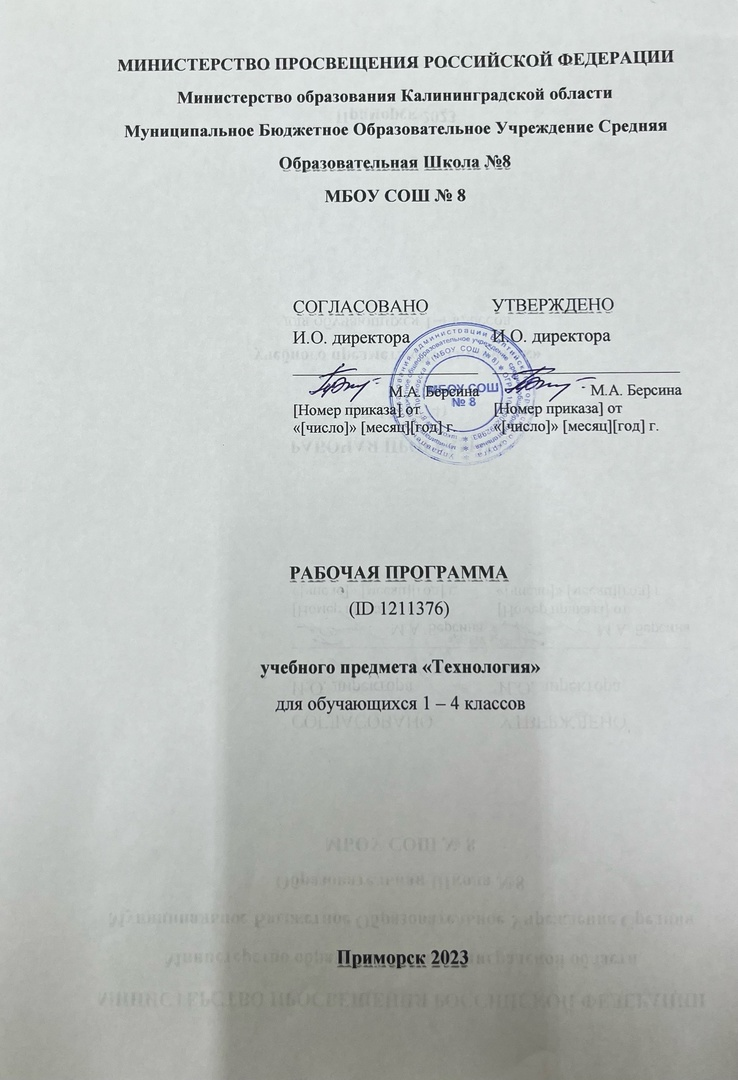 МИНИСТЕРСТВО ПРОСВЕЩЕНИЯ РОССИЙСКОЙ ФЕДЕРАЦИИ
Министерство образования Калининградской области
Муниципальное Бюджетное Образовательное Учреждение Средняя
Образовательная Школа №8
МБОУ СОШ № 8
СОГЛАСОВАНО
И.О. директора
М.А. Берсина
[Номер приказа] от
«[число]» [месяц][год] г.
УТВЕРЖДЕНО
И.О. директора
М.А. Берсина
[Номер приказа] от
«[число]» [месяц][год] г.
МБОУ СОШ
№ 8
РАБОЧАЯ ПРОГРАММА
(ID 1211376)
учебного предмета «Технология»
для обучающихся 1 – 4 классов
Приморск 2023